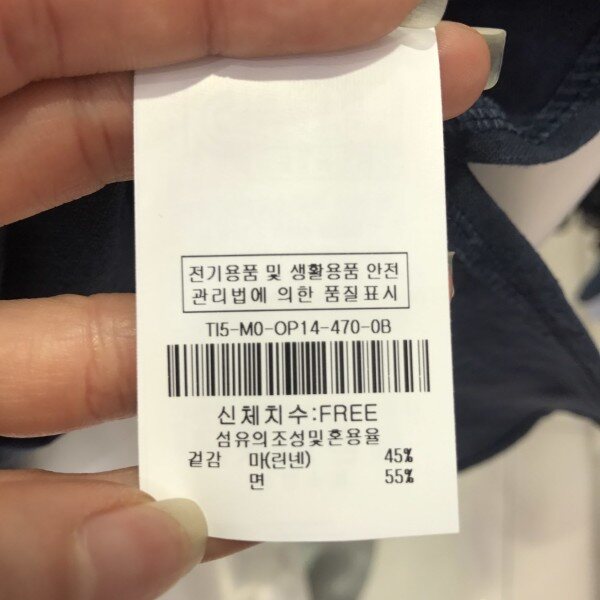 전기용품 및 생활용품 안전
관리법에 의한 품질표시
TI5-M0-OP14-470-0B
신체치수:FREE
섬유의조성및혼용율
겉감 마(린넨) 45%
면 55%